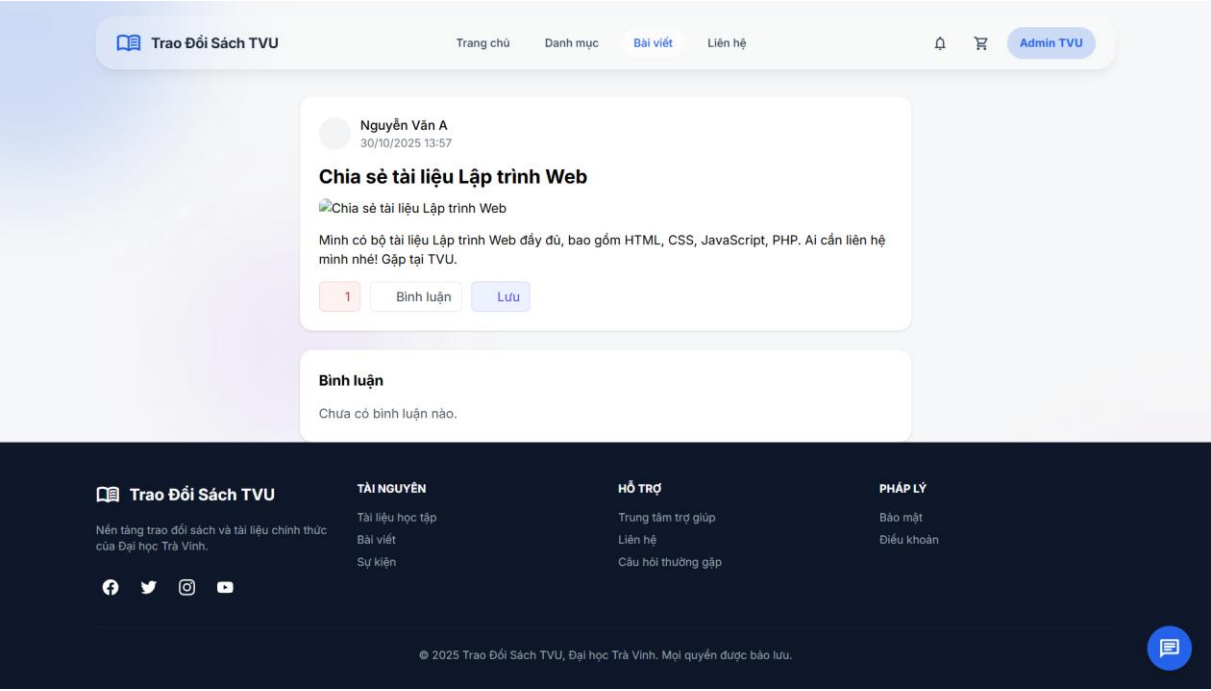 Trao Đổi Sách TVU
Trang chủ
Danh mục
Bài viết
Liên hệ
Admin TVU
Nguyễn Văn A
30/10/2025 13:57
Chia sẻ tài liệu Lập trình Web
Chia sẻ tài liệu Lập trình Web
Mình có bộ tài liệu Lập trình Web đầy đủ, bao gồm HTML, CSS, JavaScript, PHP. Ai cần liên hệ
mình nhé! Gặp tại TVU.
1
Bình luận
Lưu
Bình luận
Chưa có bình luận nào.
Trao Đổi Sách TVU
Nền tảng trao đổi sách và tài liệu chính thức
của Đại học Trà Vinh.
TÀI NGUYÊN
Tài liệu học tập
Bài viết
Sự kiện
HỖ TRỢ
Trung tâm trợ giúp
Liên hệ
Câu hỏi thường gặp
PHÁP LÝ
Bảo mật
Điều khoản
© 2025 Trao Đổi Sách TVU, Đại học Trà Vinh. Mọi quyền được bảo lưu.